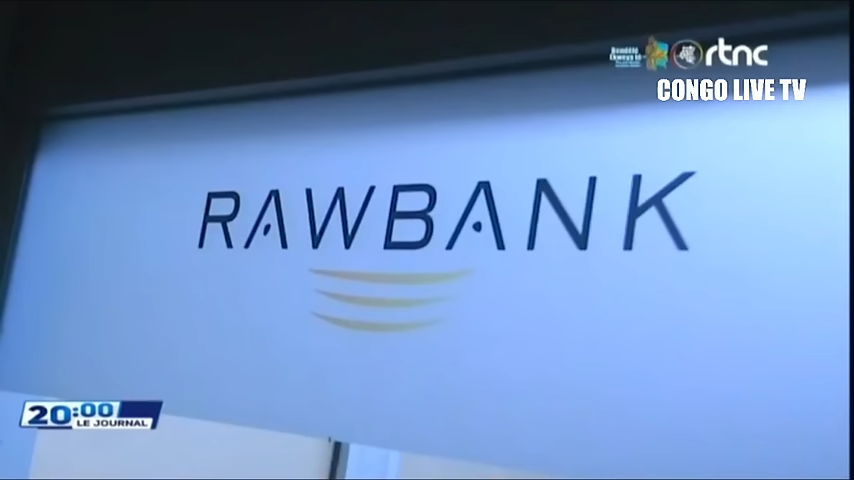 rtnc
CONGO LIVE TV
RAWBANK
20:00
LE JOURNAL